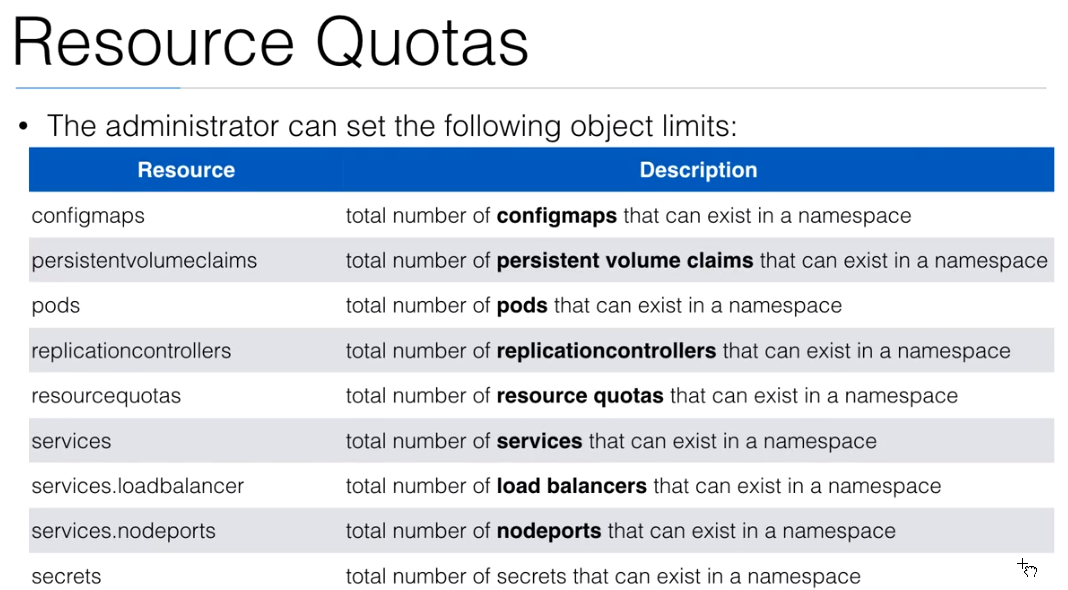 Resource Quotas
• The administrator can set the following object limits:
Resource Description
configmaps total number of configmaps that can exist in a namespace
persistentvolumeclaims total number of persistent volume claims that can exist in a namespace
pods total number of pods that can exist in a namespace
replicationcontrollers total number of replicationcontrollers that can exist in a namespace
resourcequotas total number of resource quotas that can exist in a namespace
services total number of services that can exist in a namespace
services.loadbalancer total number of load balancers that can exist in a namespace
services.nodeports total number of nodeports that can exist in a namespace
secrets total number of secrets that can exist in a namespace